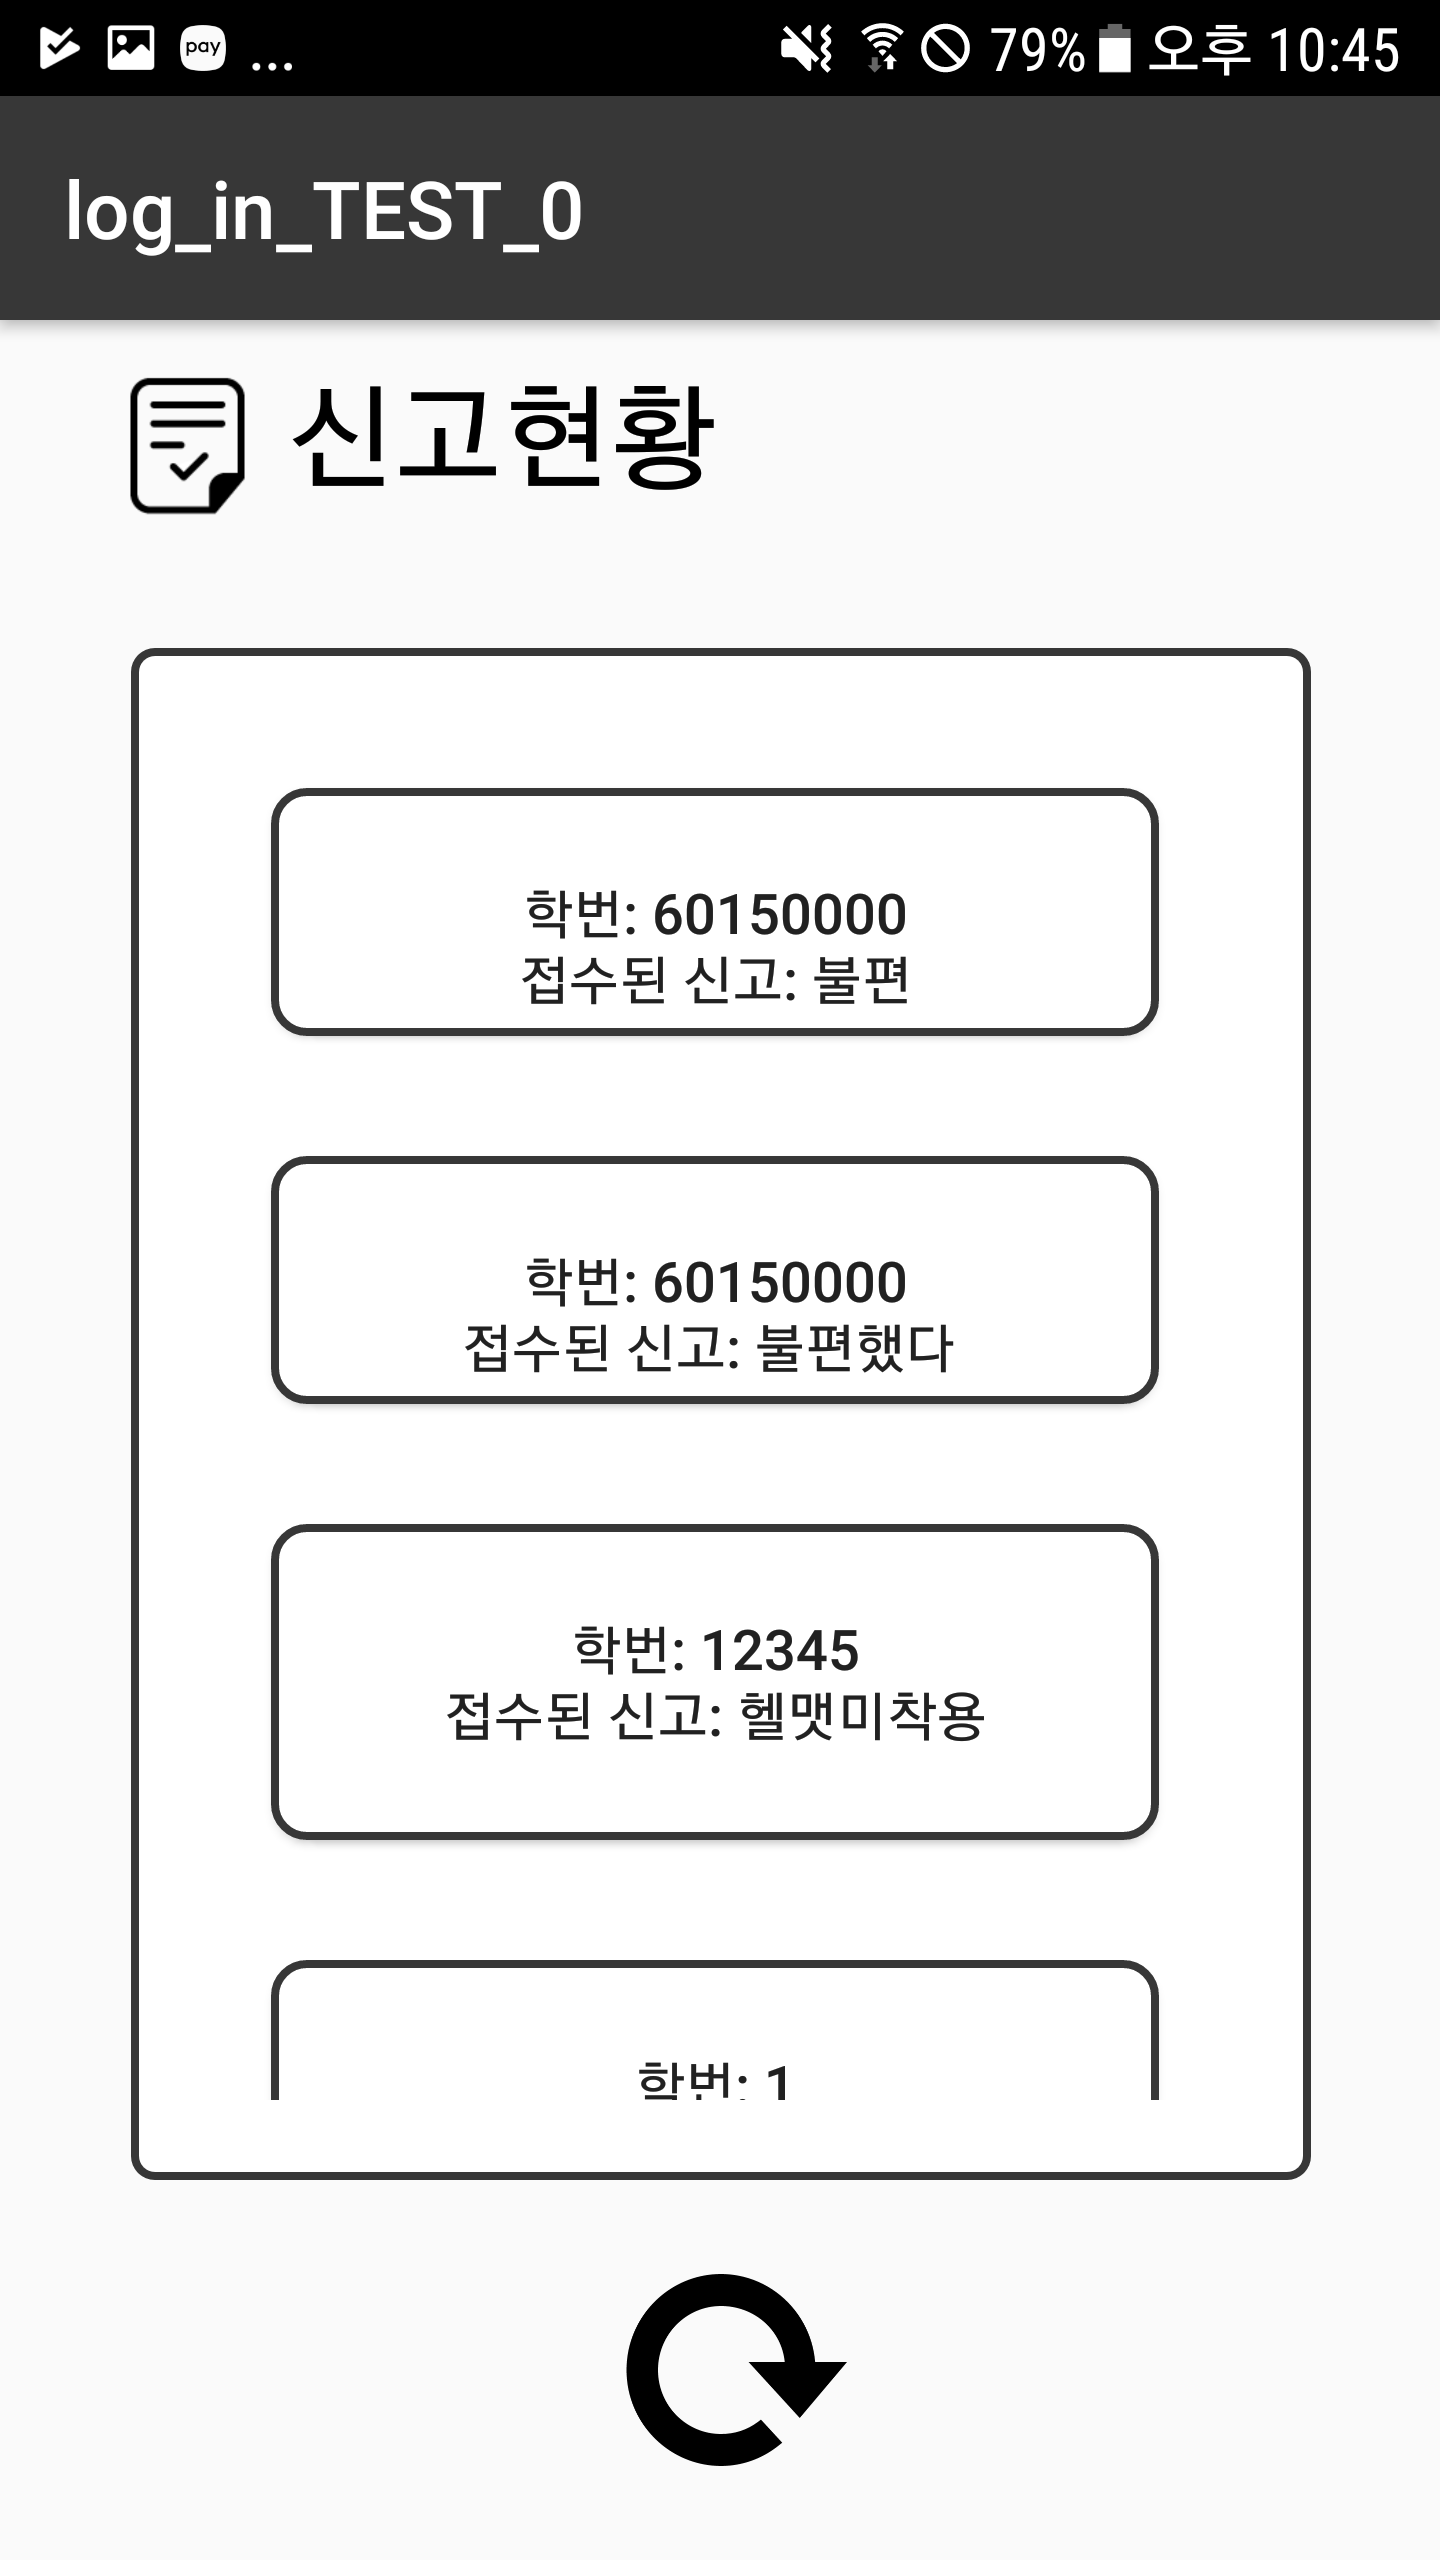 pay ... 79% 오후 10:45
log_in_TEST_0
신고현황
학번: 60150000
접수된 신고: 불편
학번: 60150000
접수된 신고: 불편했다
학번: 12345
접수된 신고: 헬맷미착용
학번: 1